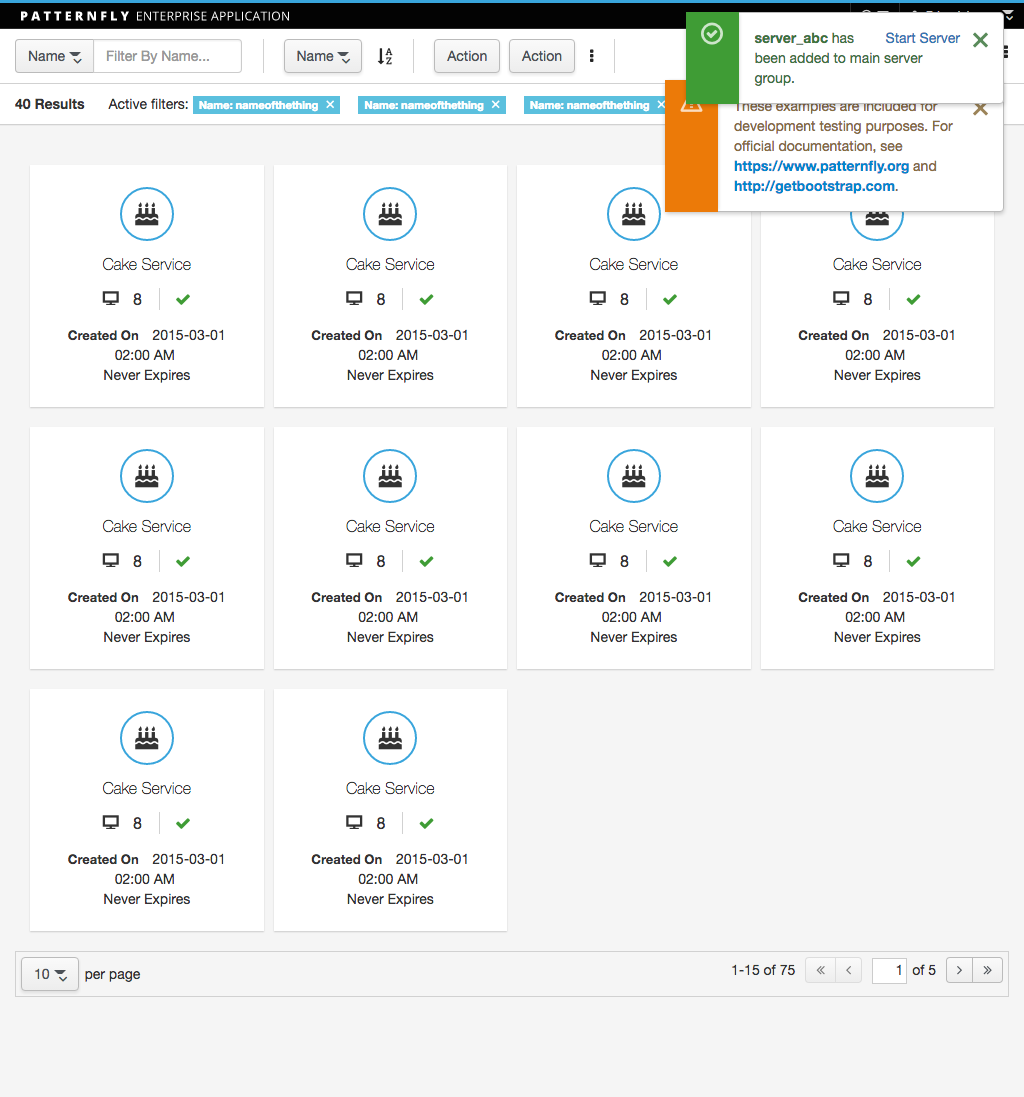 PATTERNFLY ENTERPRISE APPLICATION
server_abc has Start Server
been added to main server
group.
Name
Filter By Name...
Name
Action
Action
These examples are included for
development testing purposes. For
official documentation, see
https://www.patternfly.org and
http://getbootstrap.com.
40 Results Active filters: Name: nameofthething Name: nameofthething Name: nameofthething
Cake Service Cake Service Cake Service Cake Service
8 8 8 8
Created On 2015-03-01 Created On 2015-03-01 Created On 2015-03-01 Created On 2015-03-01
02:00 AM 02:00 AM 02:00 AM 02:00 AM
Never Expires Never Expires Never Expires Never Expires
Cake Service Cake Service Cake Service Cake Service
8 8 8 8
Created On 2015-03-01 Created On 2015-03-01 Created On 2015-03-01 Created On 2015-03-01
02:00 AM 02:00 AM 02:00 AM 02:00 AM
Never Expires Never Expires Never Expires Never Expires
Cake Service Cake Service
8 8
Created On 2015-03-01 Created On 2015-03-01
02:00 AM 02:00 AM
Never Expires Never Expires
10 per page 1-15 of 75 1 of 5